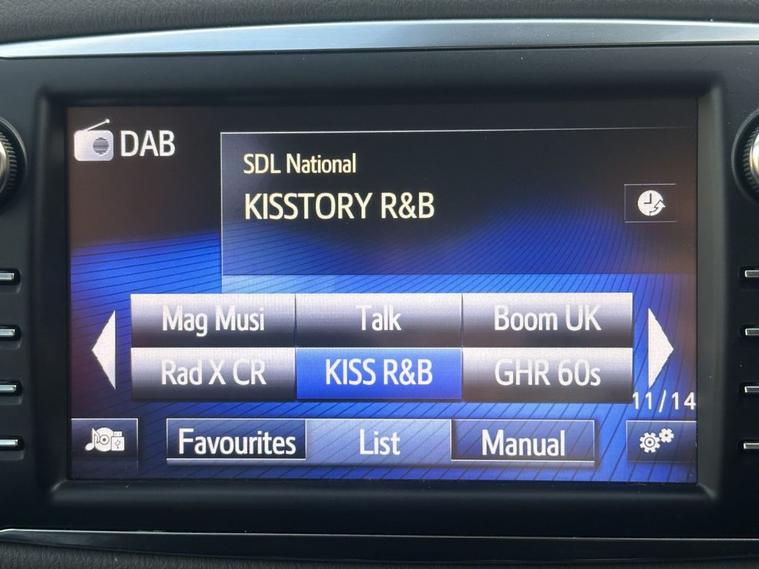 DAB
SDL National
KISSTORY R&B
Mag Musi Talk Boom UK
Rad X CR KISS R&B GHR 60s
11/14
Favourites List Manual